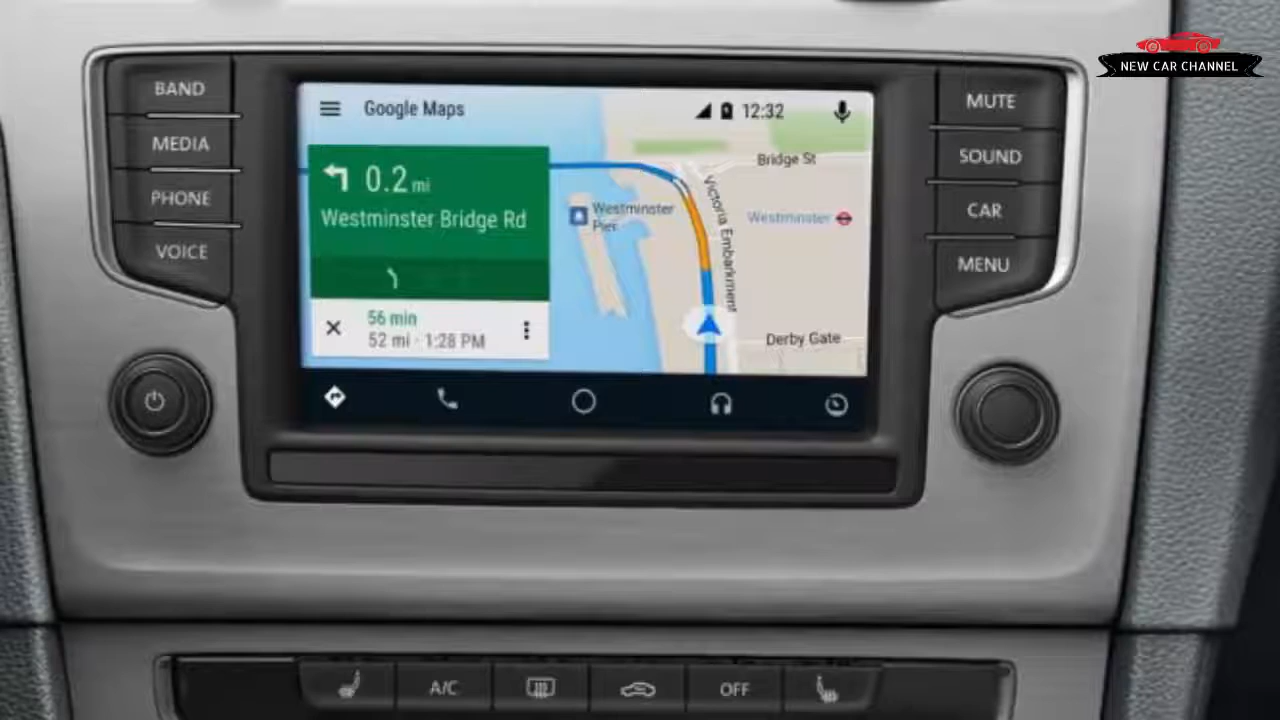 NEW CAR CHANNEL
BAND
MEDIA
PHONE
VOICE
Google Maps
12:32
0.2 mi
Westminster Bridge Rd
56 min
52 mi · 1:28 PM
Bridge St
Westminster
Pier
Victoria Embankment
Westminster
Derby Gate
MUTE
SOUND
CAR
MENU
A/C
OFF